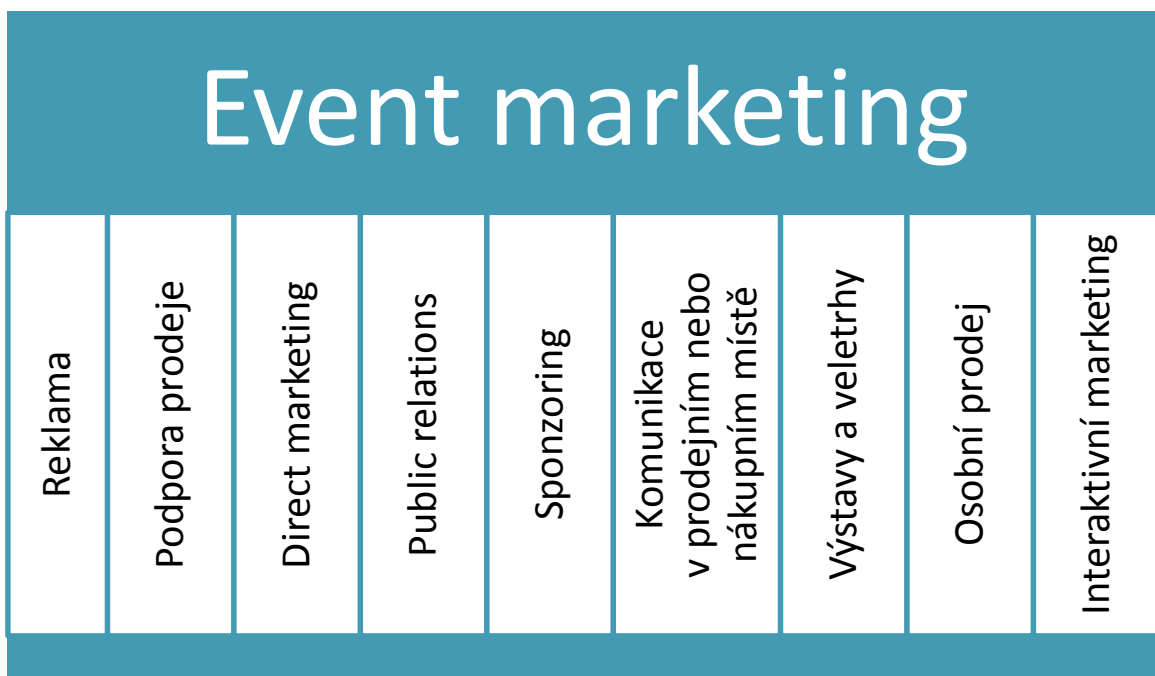 Event marketing
Reklama
Podpora prodeje
Direct marketing
Public relations
Sponzoring
Komunikace
v prodejním nebo
nákupním místě
Výstavy a veletrhy
Osobní prodej
Interaktivní marketing